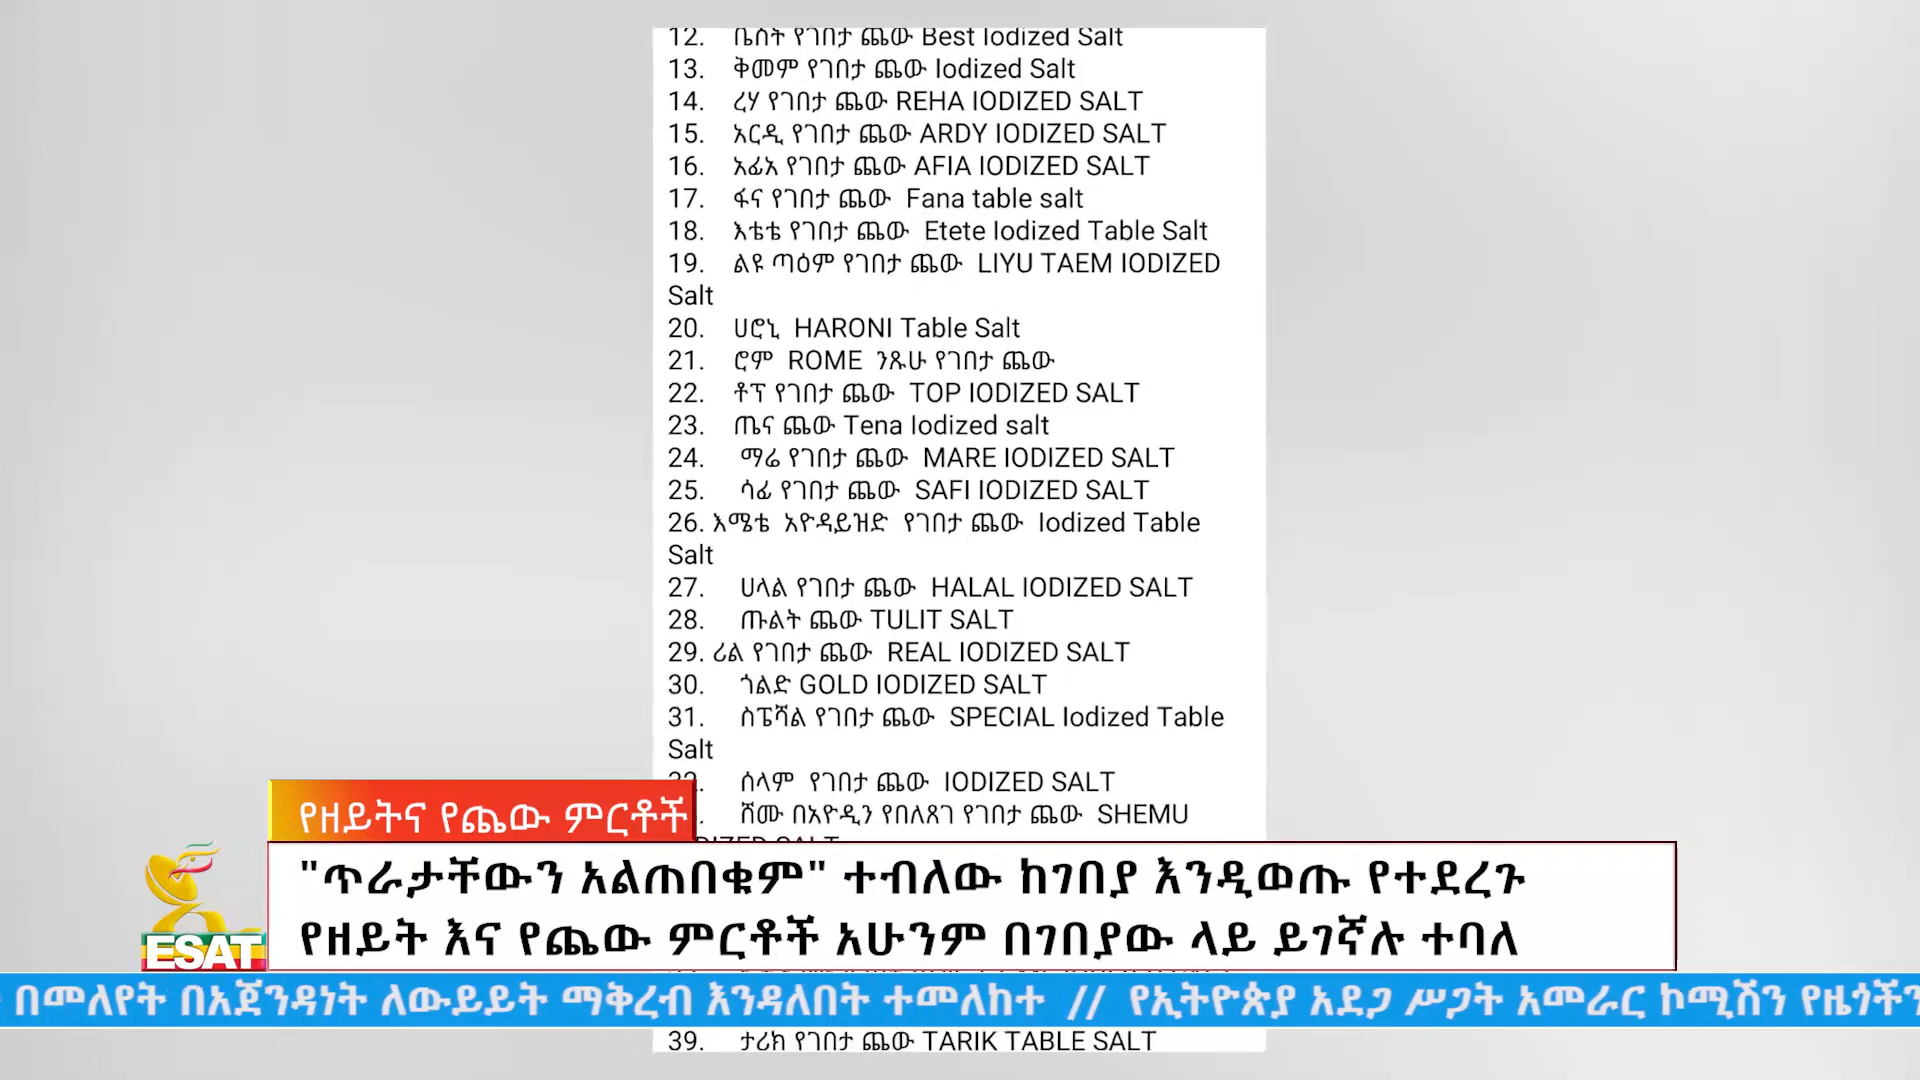 12. ቤስት የገበታ ጨው Best Iodized Salt
13. ቅመም የገበታ ጨው Iodized Salt
14. ረሃ የገበታ ጨው REHA IODIZED SALT
15. አርዲ የገበታ ጨው ARDY IODIZED SALT
16. አፊአ የገበታ ጨው AFIA IODIZED SALT
17. ፋና የገበታ ጨው Fana table salt
18. እቴቴ የገበታ ጨው Etete Iodized Table Salt
19. ልዩ ጣዕም የገበታ ጨው LIYU TAEM IODIZED
Salt
20. ሀሮኒ HARONI Table Salt
21. ሮም ROME ንጹሁ የገበታ ጨው
22. ቶፕ የገበታ ጨው TOP IODIZED SALT
23. ጤና ጨው Tena Iodized salt
24. ማሬ የገበታ ጨው MARE IODIZED SALT
25. ሳፊ የገበታ ጨው SAFI IODIZED SALT
26. እሜቴ አዮዳይዝድ የገበታ ጨው Iodized Table
Salt
27. ሀላል የገበታ ጨው HALAL IODIZED SALT
28. ጡልት ጨው TULIT SALT
29. ሪል የገበታ ጨው REAL IODIZED SALT
30. ጎልድ GOLD IODIZED SALT
31. ስፔሻል የገበታ ጨው SPECIAL Iodized Table
Salt
32. ሰላም የገበታ ጨው IODIZED SALT
ሸሙ በአዮዲን የበለጸገ የገበታ ጨው SHEMU
የዘይትና የጨው ምርቶች
"ጥራታቸውን አልጠበቁም" ተብለው ከገበያ እንዲወጡ የተደረጉ
የዘይት እና የጨው ምርቶች አሁንም በገበያው ላይ ይገኛሉ ተባለ
ESAT
በመለየት በአጀንዳነት ለውይይት ማቅረብ እንዳለበት ተመለከተ // የኢትዮጵያ አደጋ ሥጋት አመራር ኮሚሽን የዜጎችን
39. ታሪክ የገበታ ጨው TARIK TABLE SALT